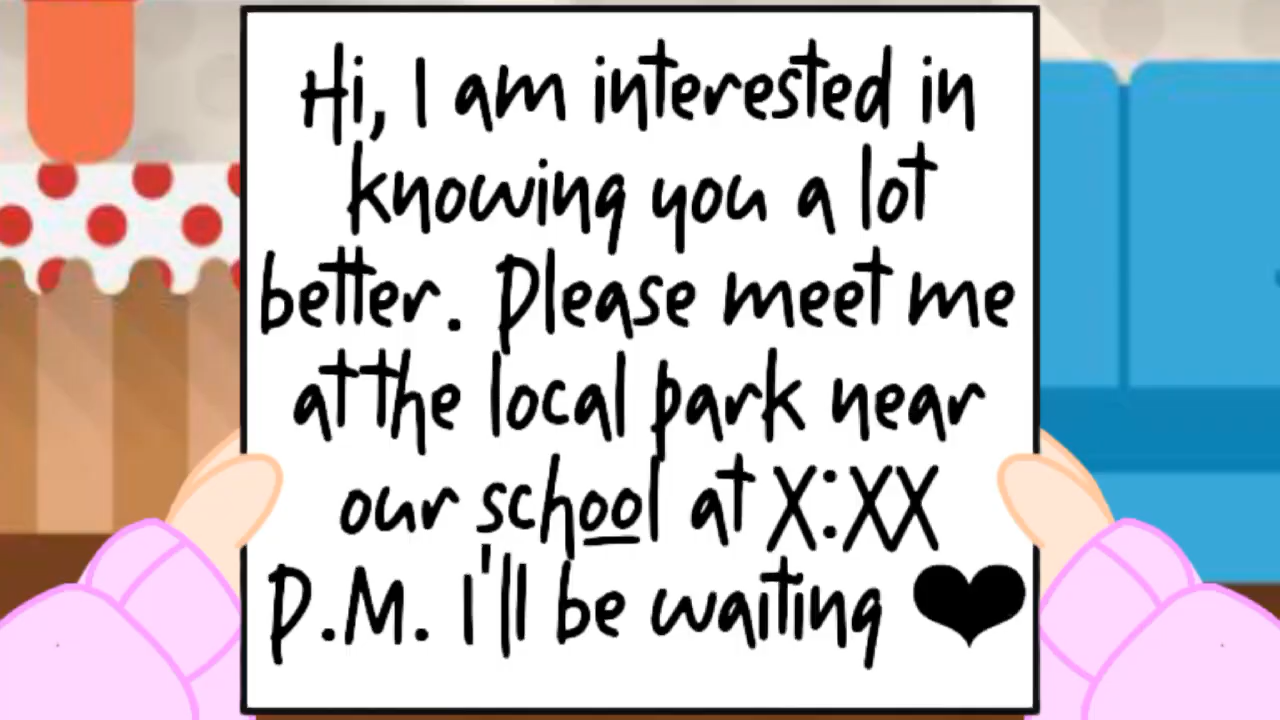 Hi, I am interested in
knowing you a lot
better. Please meet me
at the local park near
our school at X:XX
P.M. I'll be waiting ♥